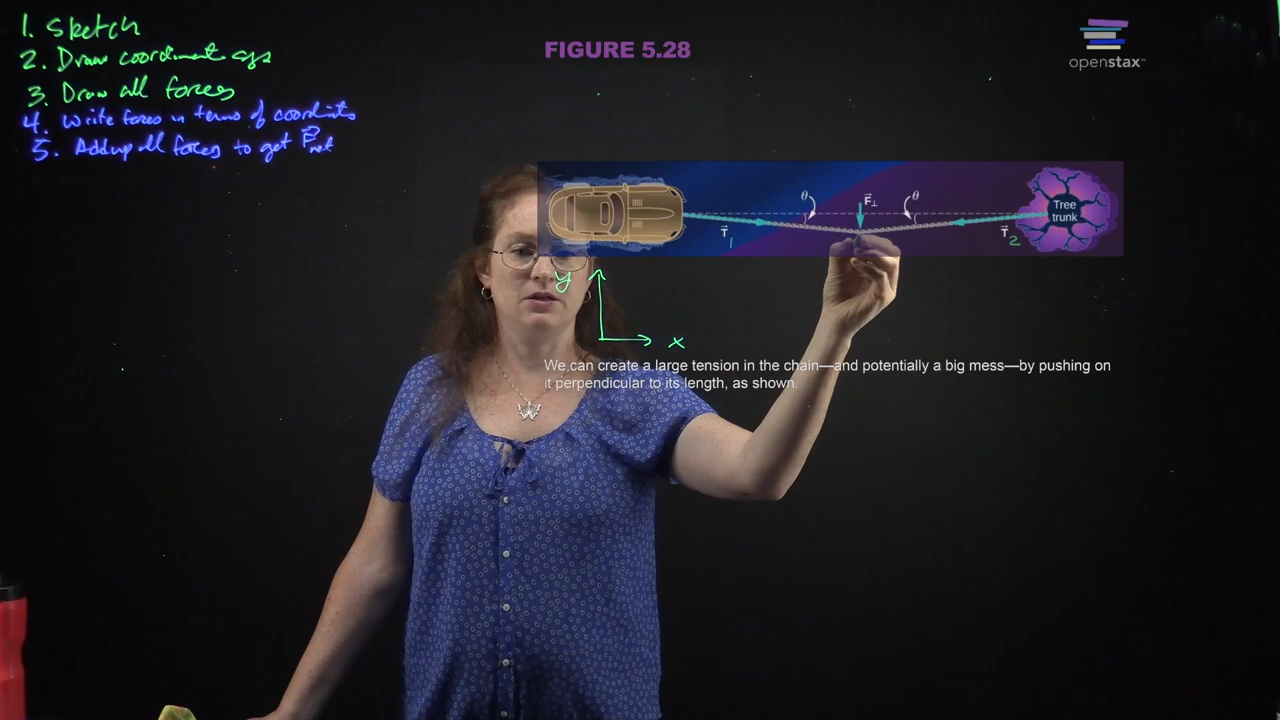 1. Sketch
2. Draw coordinate sys
3. Draw all forces
4. Write forces in terms of coordinates
5. Add up all forces to get F⃗net
FIGURE 5.28
openstax™
θ
F⃗⊥
θ
Tree
trunk
T⃗ 1
T⃗ 2
y
x
We can create a large tension in the chain—and potentially a big mess—by pushing on
it perpendicular to its length, as shown.